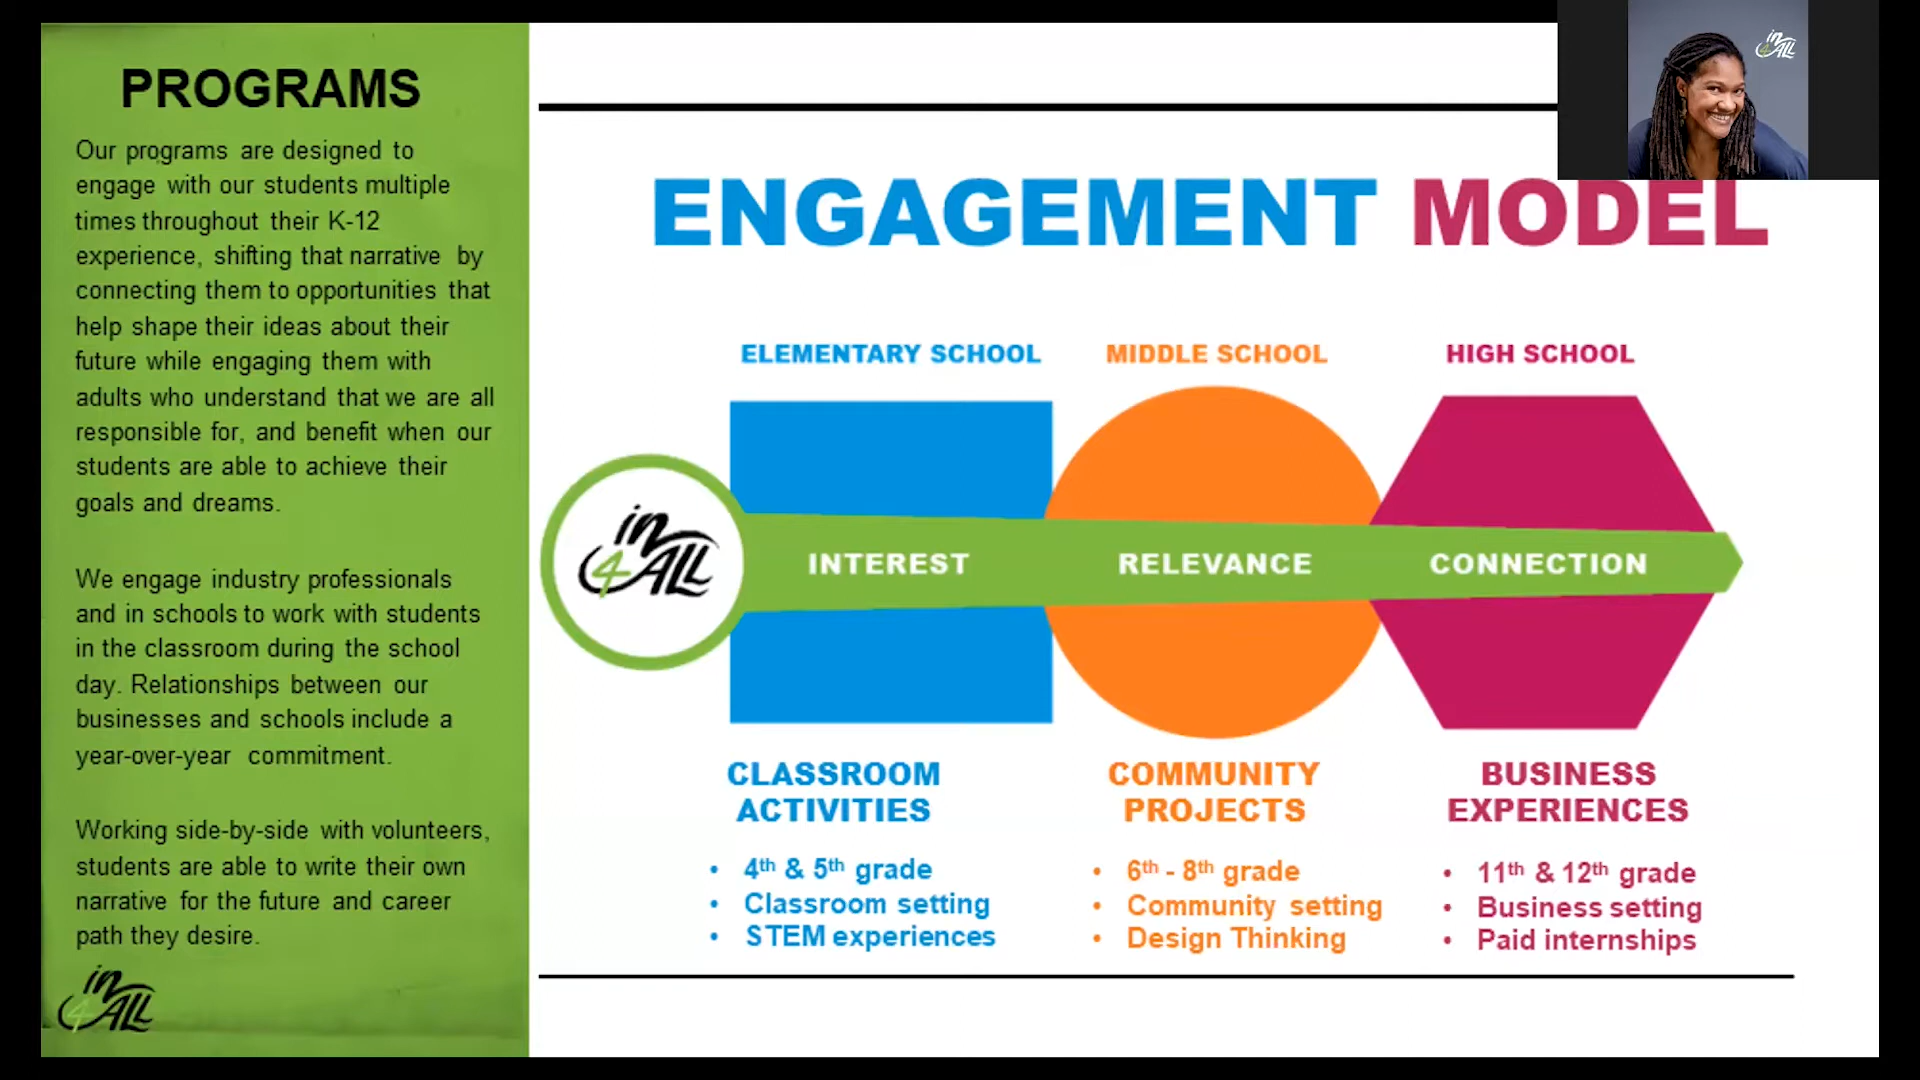 PROGRAMS
Our programs are designed to
engage with our students multiple
times throughout their K-12
experience, shifting that narrative by
connecting them to opportunities that
help shape their ideas about their
future while engaging them with
adults who understand that we are all
responsible for, and benefit when our
students are able to achieve their
goals and dreams.
We engage industry professionals
and in schools to work with students
in the classroom during the school
day. Relationships between our
businesses and schools include a
year-over-year commitment.
Working side-by-side with volunteers,
students are able to write their own
narrative for the future and career
path they desire.
in
4ALL
in
4ALL
ENGAGEMENT MODEL
ELEMENTARY SCHOOL
MIDDLE SCHOOL
HIGH SCHOOL
in
4ALL
INTEREST
RELEVANCE
CONNECTION
CLASSROOM
ACTIVITIES
• 4th & 5th grade
• Classroom setting
• STEM experiences
COMMUNITY
PROJECTS
• 6th - 8th grade
• Community setting
• Design Thinking
BUSINESS
EXPERIENCES
• 11th & 12th grade
• Business setting
• Paid internships